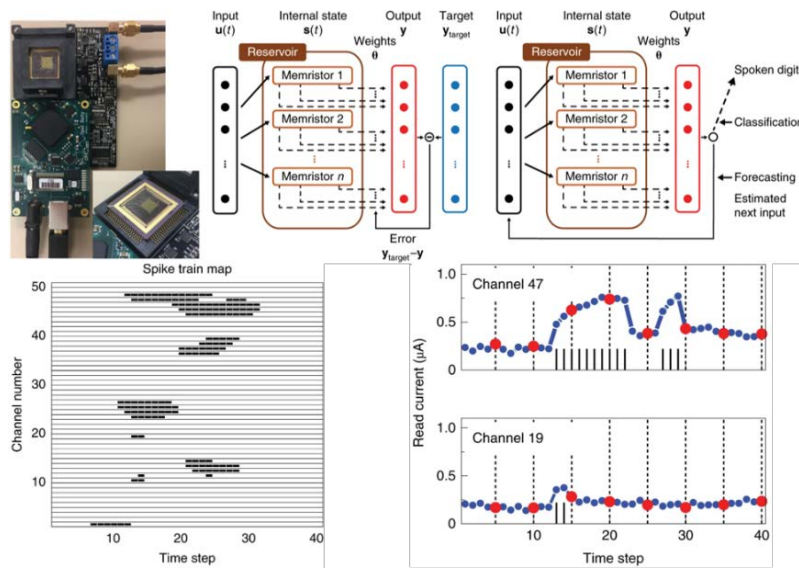 Input
u(t)
Internal state
s(t)
Output
y
Target
y_target
Weights
θ
Reservoir
Memristor 1
Memristor 2
...
Memristor n
...
...
...
Error
y_target–y
Input
u(t)
Internal state
s(t)
Output
y
Weights
θ
Reservoir
Memristor 1
Memristor 2
...
Memristor n
...
...
Spoken digit
Classification
Forecasting
Estimated
next input
Spike train map
Channel number
50
40
30
20
10
10 20 30 40
Time step
Read current (μA)
Channel 47
1.0
0.5
0
Channel 19
1.0
0.5
0
0 10 20 30 40
Time step